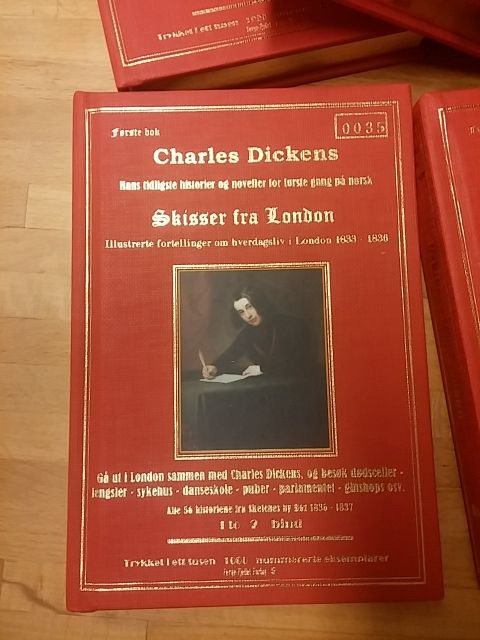 Trykket i ett tusen
Første bok
0035
Charles Dickens
Hans tidligste historier og noveller for første gang på norsk
Skisser fra London
Illustrerte fortellinger om hverdagsliv i London 1833 - 1836
Gå ut i London sammen med Charles Dickens, og besøk dødsceller -
fengsler - sykehus - danseskole - puber - parlamentet - ginshops osv.
Alle 56 historiene fra Sketches by Boz 1836 - 1837
I to bind
Trykket i ett tusen 1000 nummererte eksemplarer